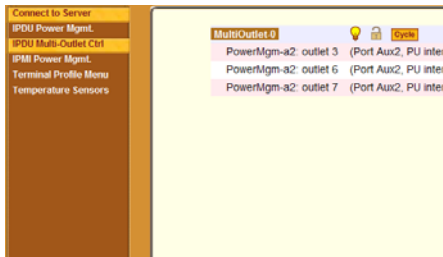 Connect to Server
IPDU Power Mgmt.
IPDU Multi-Outlet Ctrl
IPMI Power Mgmt.
Terminal Profile Menu
Temperature Sensors
MultiOutlet-0 Cycle
PowerMgm-a2: outlet 3 (Port Aux2, PU inter
PowerMgm-a2: outlet 6 (Port Aux2, PU inter
PowerMgm-a2: outlet 7 (Port Aux2, PU inter